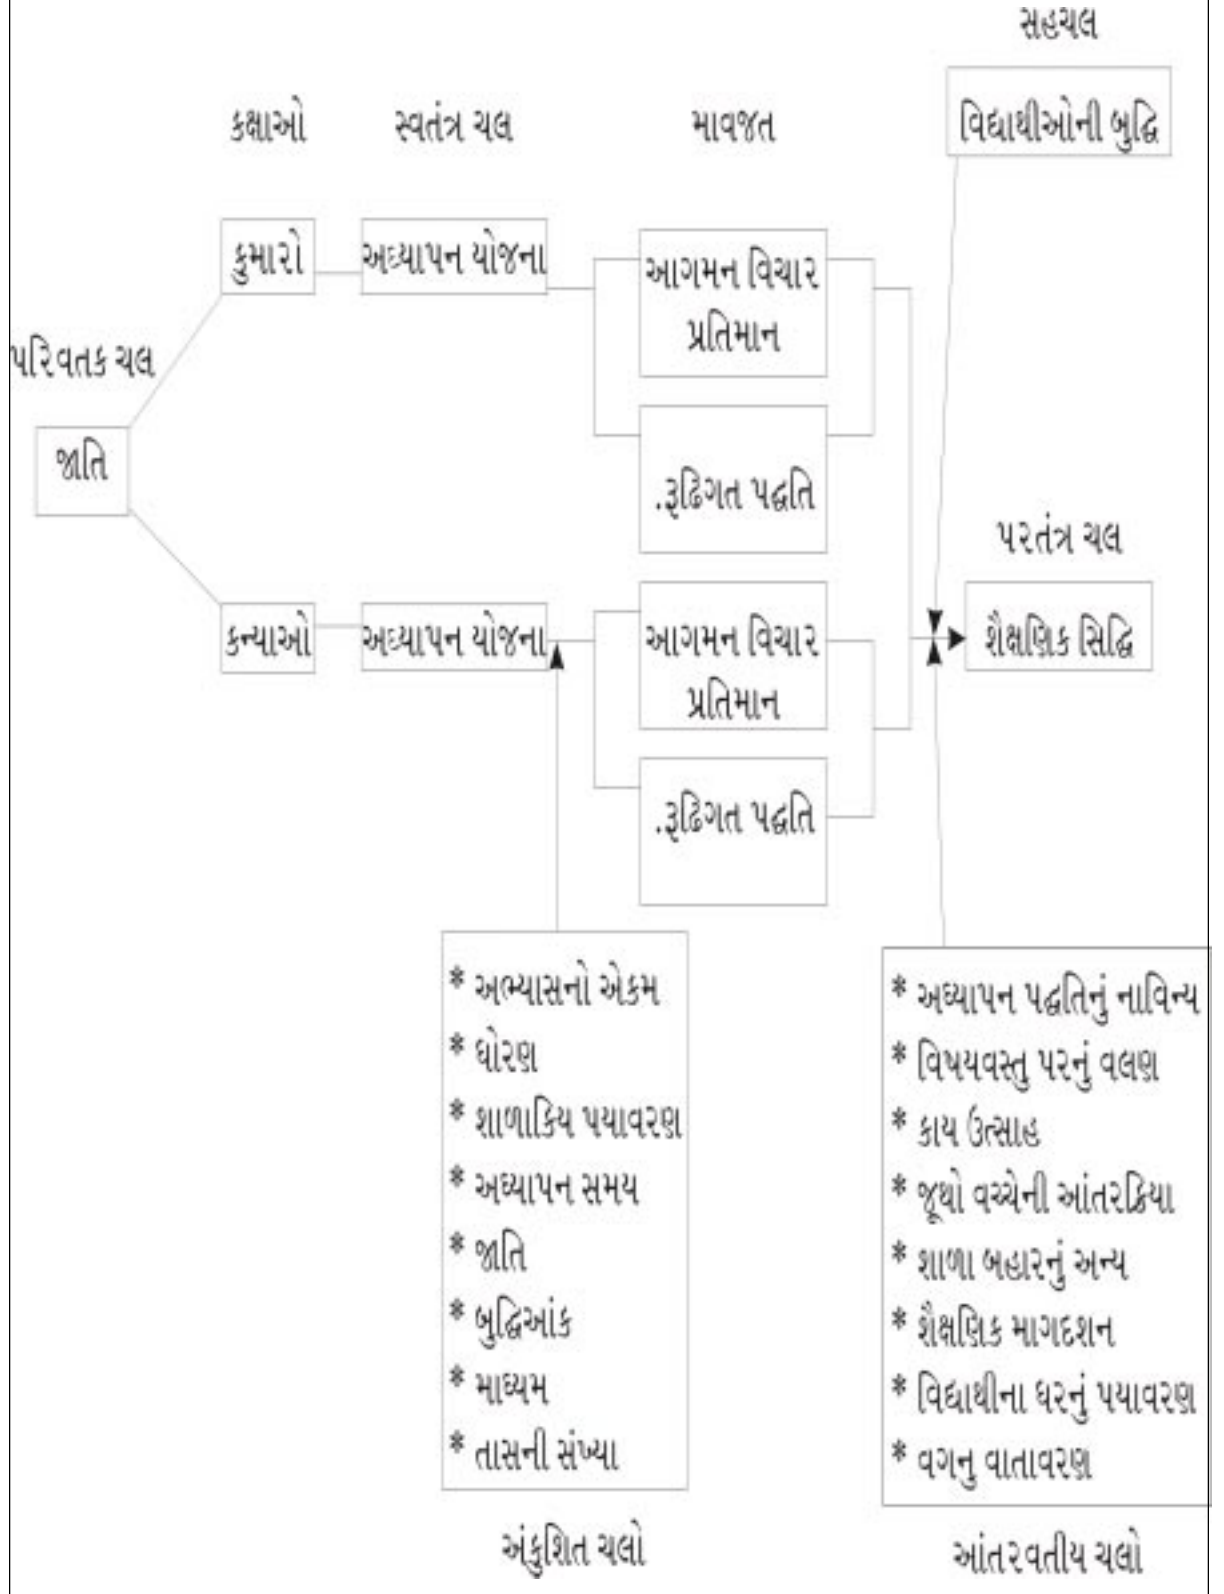 સહચલ
વિદ્યાથીઓની બુદ્ધિ
કક્ષાઓ
સ્વતંત્ર ચલ
માવજત
કુમારો
અધ્યાપન યોજના
આગમન વિચાર
પ્રતિમાન
.રૂઢિગત પદ્ધતિ
પરિવતક ચલ
જાતિ
કન્યાઓ
અધ્યાપન યોજના
આગમન વિચાર
પ્રતિમાન
.રૂઢિગત પદ્ધતિ
પરતંત્ર ચલ
શૈક્ષણિક સિદ્ધિ
* અભ્યાસનો એકમ
* ધોરણ
* શાળાકિય પયાવરણ
* અધ્યાપન સમય
* જાતિ
* બુદ્ધિઆંક
* માધ્યમ
* તાસની સંખ્યા
અંકુશિત ચલો
* અધ્યાપન પદ્ધતિનું નાવિન્ય
* વિષયવસ્તુ પરનું વલણ
* કાય ઉત્સાહ
* જૂથો વચ્ચેની આંતરક્રિયા
* શાળા બહારનું અન્ય
* શૈક્ષણિક માગદશન
* વિદ્યાથીના ઘરનું પયાવરણ
* વગનુ વાતાવરણ
આંતરવતીય ચલો